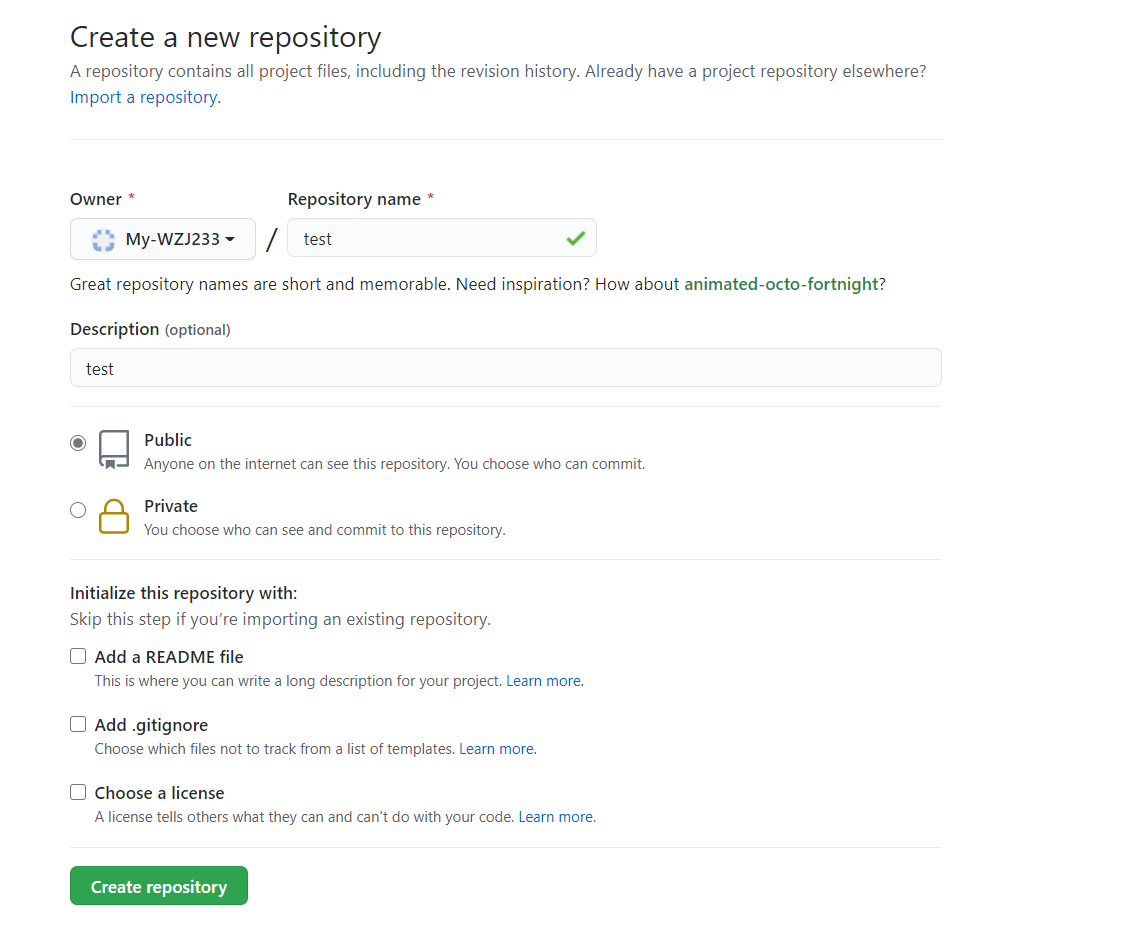 Create a new repository
A repository contains all project files, including the revision history. Already have a project repository elsewhere?
Import a repository.
Owner * Repository name *
My-WZJ233 / test
Great repository names are short and memorable. Need inspiration? How about animated-octo-fortnight?
Description (optional)
test
Public
Anyone on the internet can see this repository. You choose who can commit.
Private
You choose who can see and commit to this repository.
Initialize this repository with:
Skip this step if you’re importing an existing repository.
Add a README file
This is where you can write a long description for your project. Learn more.
Add .gitignore
Choose which files not to track from a list of templates. Learn more.
Choose a license
A license tells others what they can and can't do with your code. Learn more.
Create repository